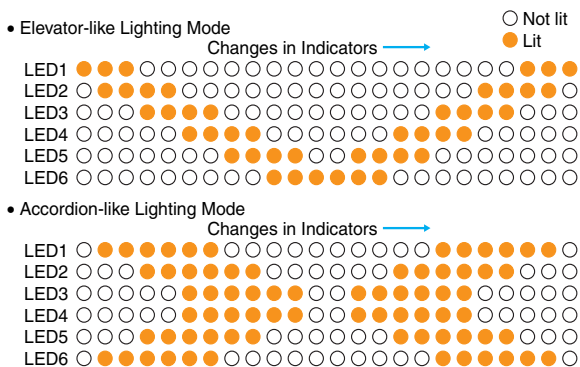 Not lit
• Elevator-like Lighting Mode
Lit
Changes in Indicators
LED1
LED2
LED3
LED4
LED5
LED6
• Accordion-like Lighting Mode
Changes in Indicators
LED1
LED2
LED3
LED4
LED5
LED6